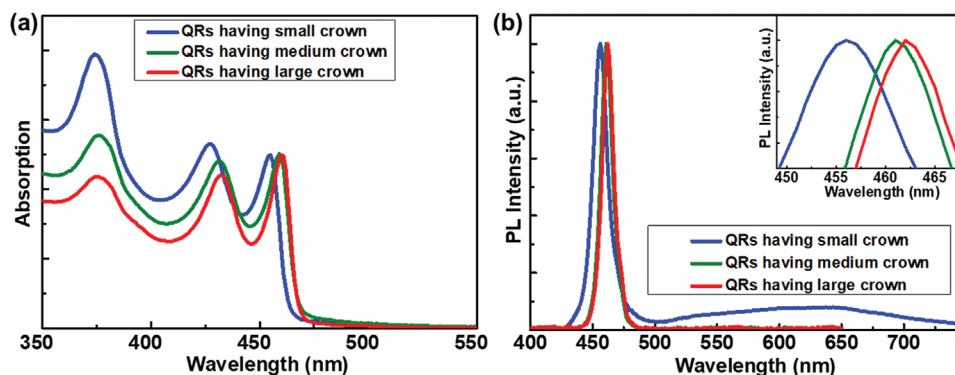 (a)
QRs having small crown
QRs having medium crown
QRs having large crown
Absorption
350 400 450 500 550
Wavelength (nm)
(b)
PL Intensity (a.u.)
PL Intensity (a.u.)
450 455 460 465
Wavelength (nm)
QRs having small crown
QRs having medium crown
QRs having large crown
400 450 500 550 600 650 700
Wavelength (nm)